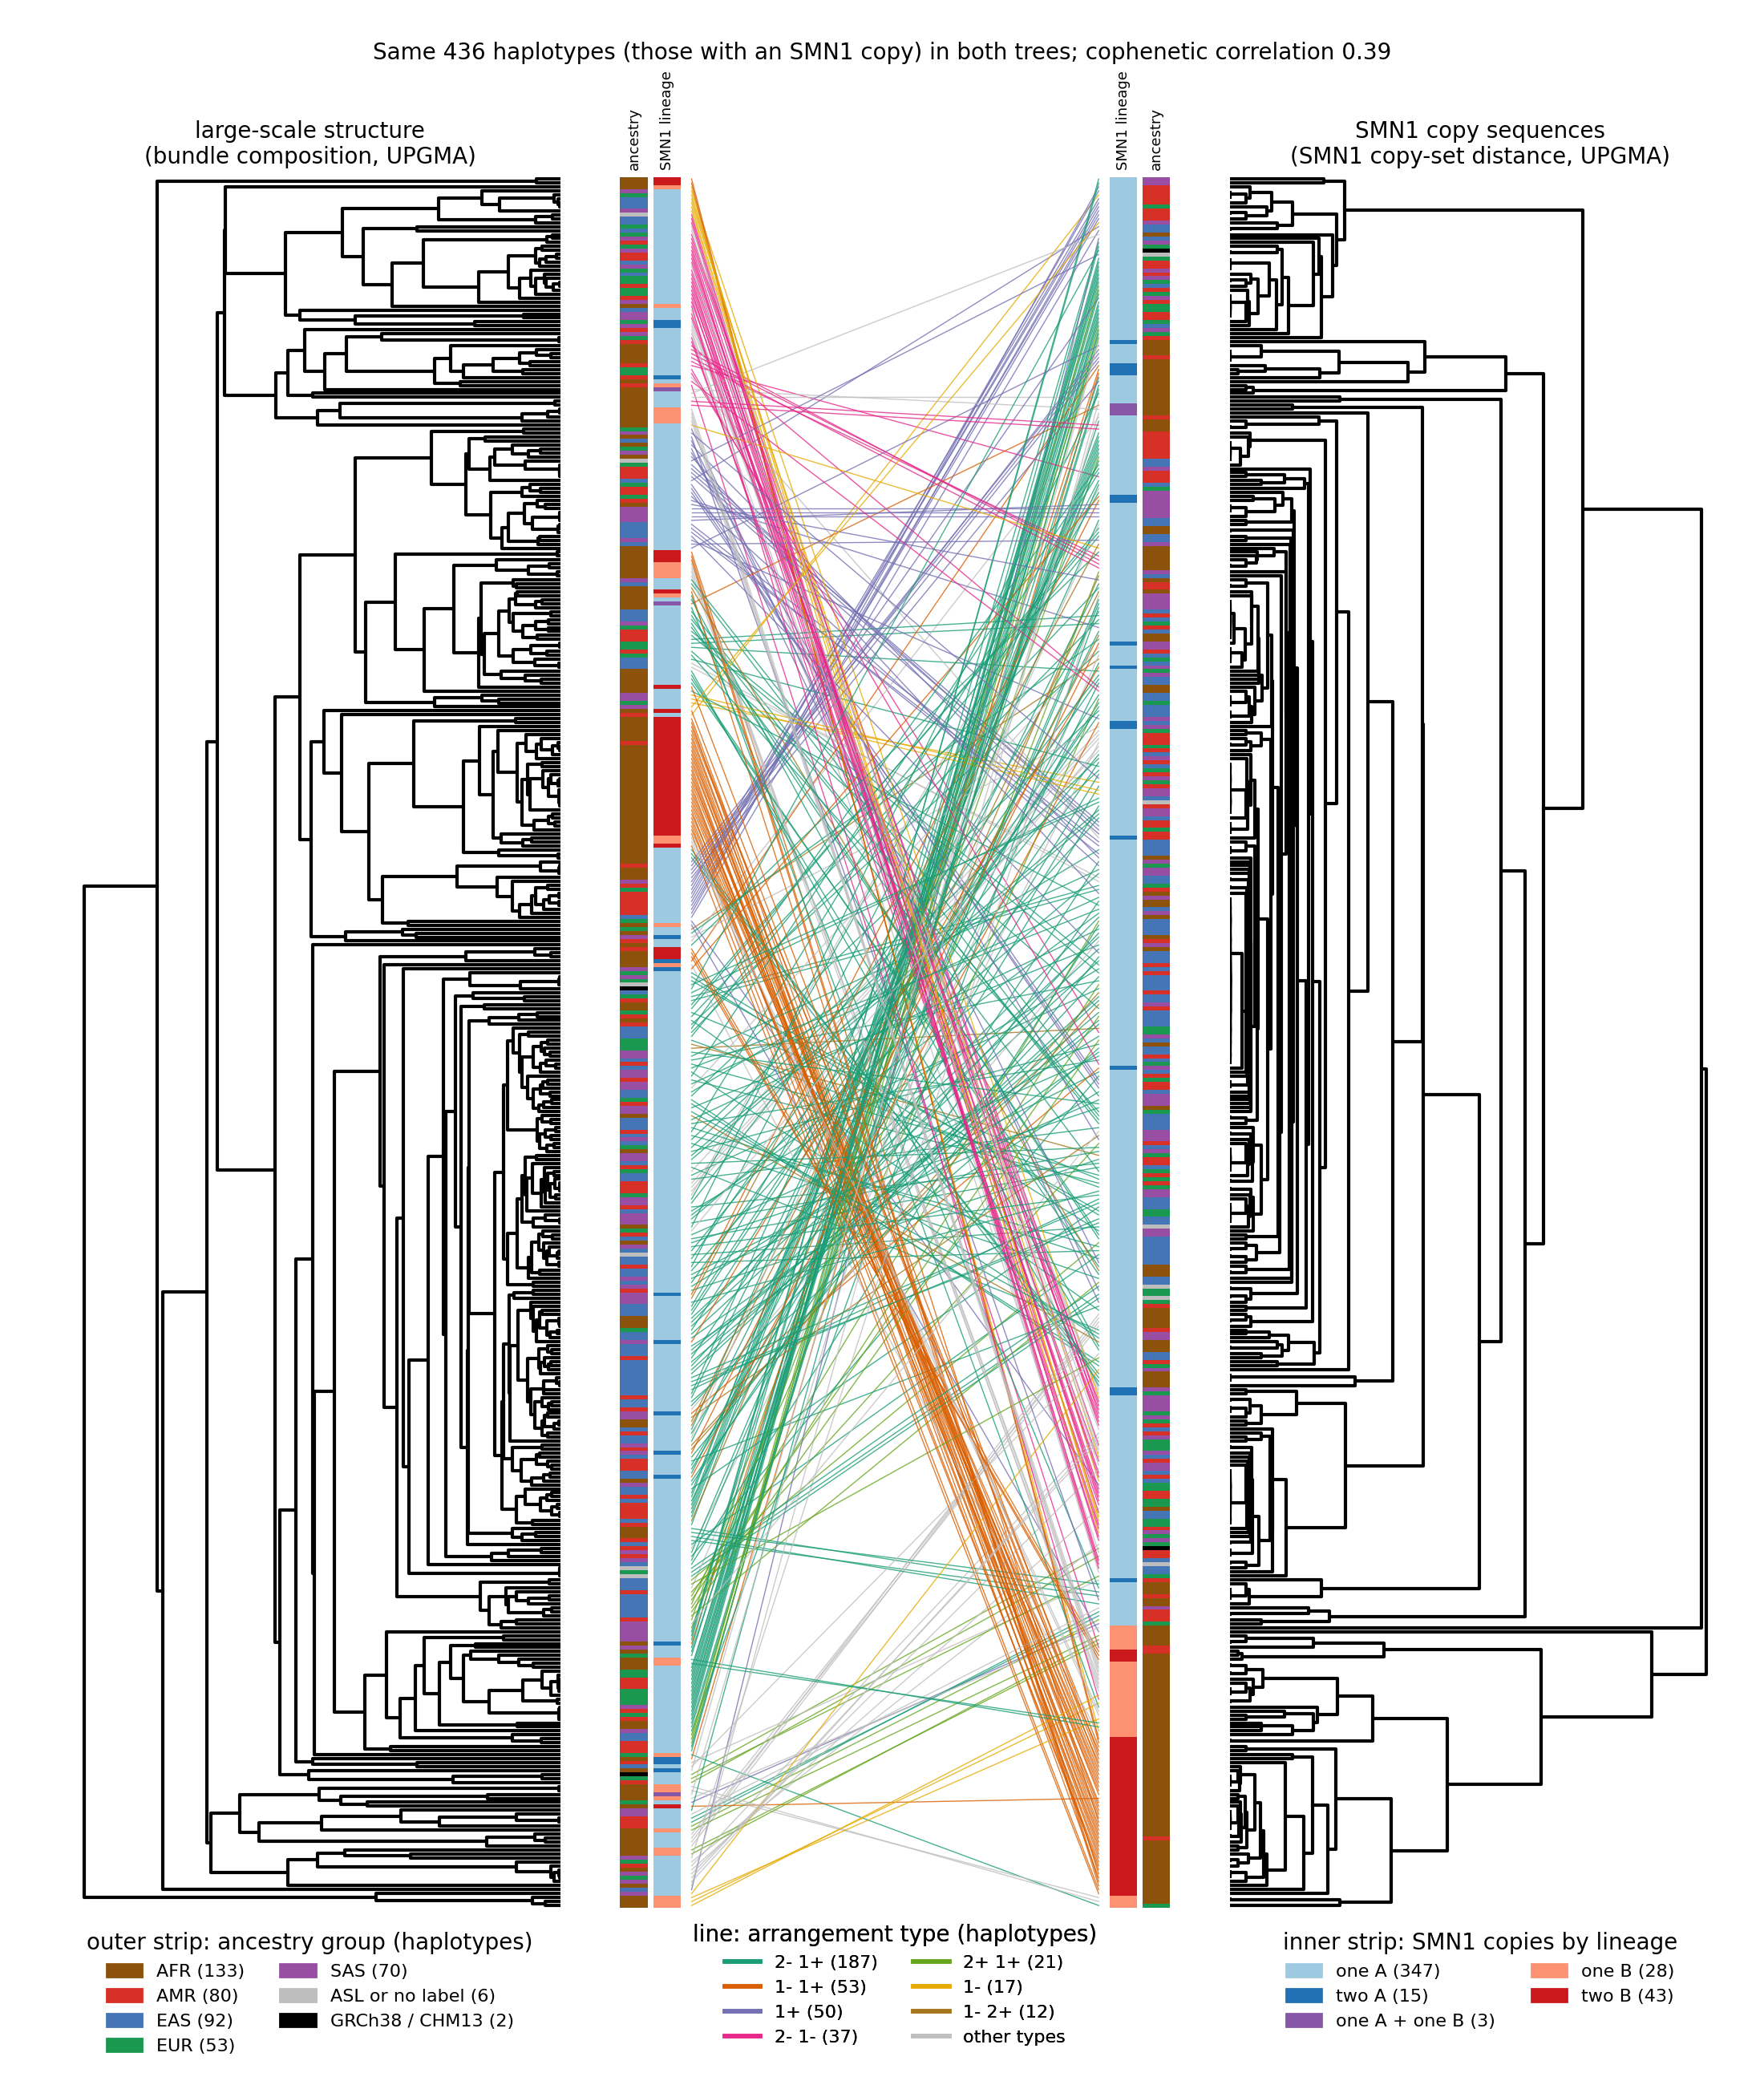 Same 436 haplotypes (those with an SMN1 copy) in both trees; cophenetic correlation 0.39
large-scale structure
(bundle composition, UPGMA)
ancestry
SMN1 lineage
SMN1 lineage
ancestry
SMN1 copy sequences
(SMN1 copy-set distance, UPGMA)
outer strip: ancestry group (haplotypes)
AFR (133)
AMR (80)
EAS (92)
EUR (53)
SAS (70)
ASL or no label (6)
GRCh38 / CHM13 (2)
line: arrangement type (haplotypes)
2- 1+ (187)
1- 1+ (53)
1+ (50)
2- 1- (37)
2+ 1+ (21)
1- (17)
1- 2+ (12)
other types
inner strip: SMN1 copies by lineage
one A (347)
two A (15)
one A + one B (3)
one B (28)
two B (43)